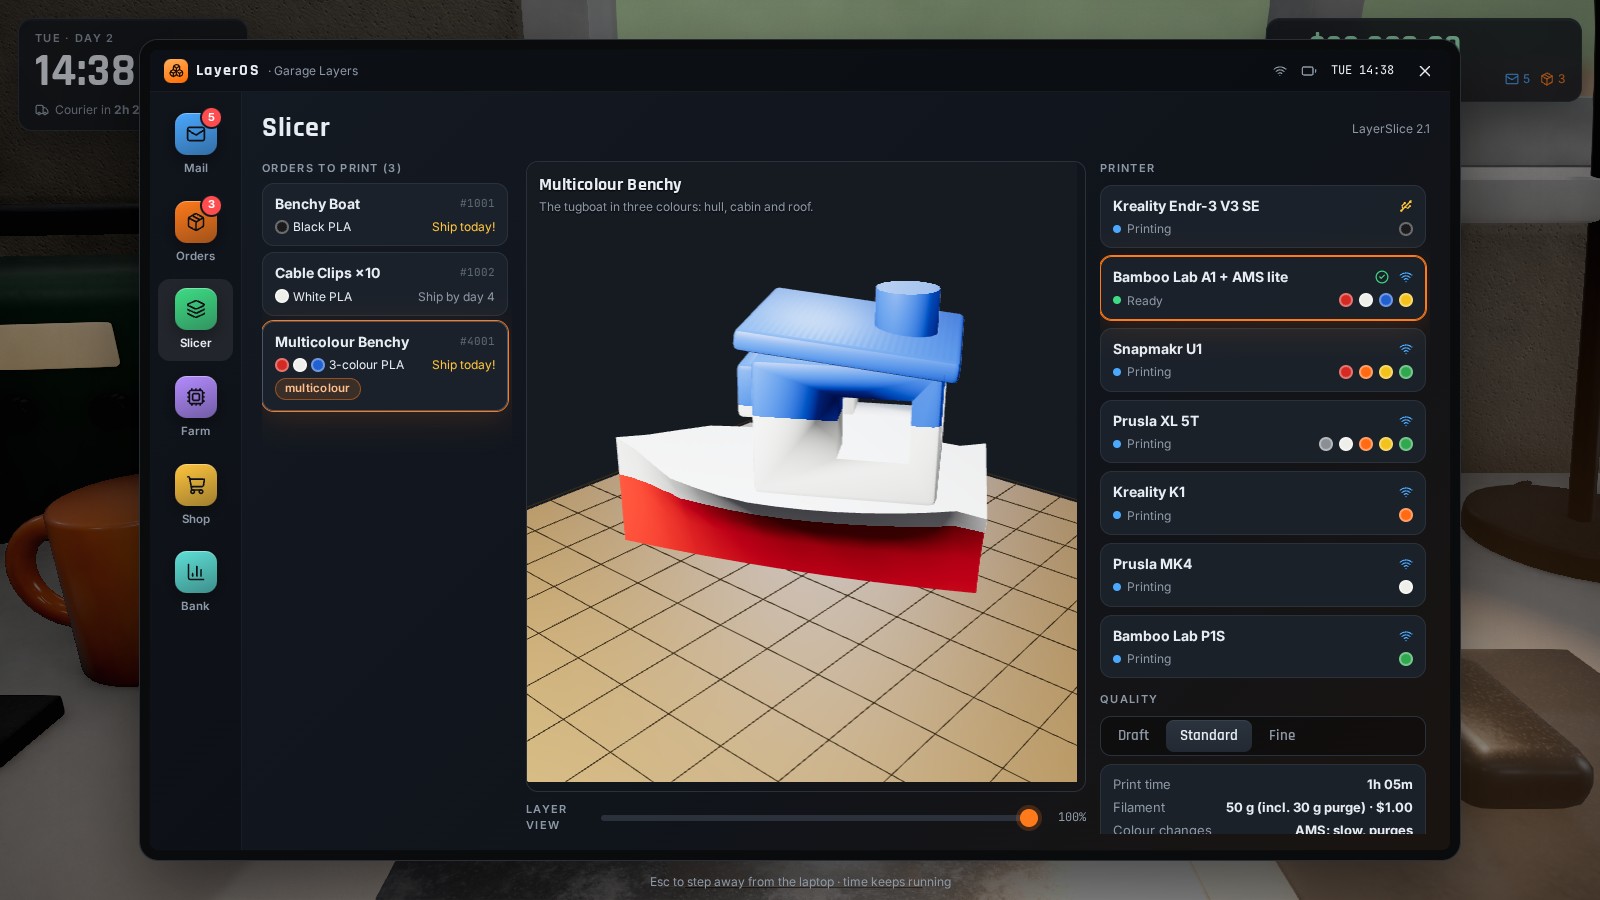 TUE · DAY 2
14:38
Courier in 2h 2
LayerOS · Garage Layers
TUE 14:38
5
3
5
Mail
3
Orders
Slicer
Farm
Shop
Bank
Slicer
LayerSlice 2.1
ORDERS TO PRINT (3)
Benchy Boat #1001
Black PLA Ship today!
Cable Clips ×10 #1002
White PLA Ship by day 4
Multicolour Benchy #4001
3-colour PLA Ship today!
multicolour
Multicolour Benchy
The tugboat in three colours: hull, cabin and roof.
LAYER VIEW
100%
PRINTER
Kreality Endr-3 V3 SE
Printing
Bamboo Lab A1 + AMS lite
Ready
Snapmakr U1
Printing
Prusla XL 5T
Printing
Kreality K1
Printing
Prusla MK4
Printing
Bamboo Lab P1S
Printing
QUALITY
Draft Standard Fine
Print time 1h 05m
Filament 50 g (incl. 30 g purge) · $1.00
Colour changes AMS: slow, purges
Esc to step away from the laptop · time keeps running